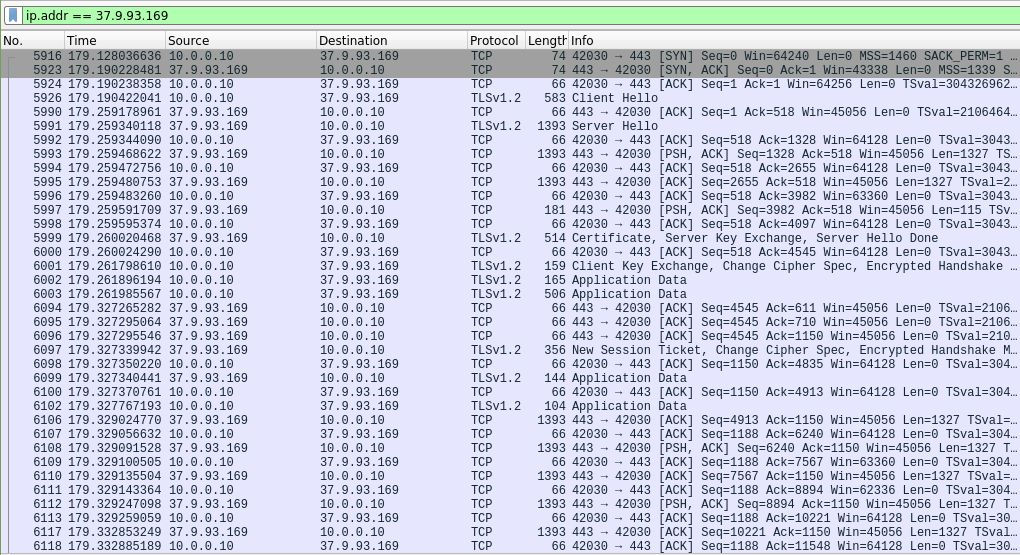 ip.addr == 37.9.93.169
No. Time Source Destination Protocol Length Info
5916 179.128036636 10.0.0.10 37.9.93.169 TCP 74 42030 → 443 [SYN] Seq=0 Win=64240 Len=0 MSS=1460 SACK_PERM=1 …
5923 179.190228481 37.9.93.169 10.0.0.10 TCP 74 443 → 42030 [SYN, ACK] Seq=0 Ack=1 Win=43338 Len=0 MSS=1339 S…
5924 179.190238358 10.0.0.10 37.9.93.169 TCP 66 42030 → 443 [ACK] Seq=1 Ack=1 Win=64256 Len=0 TSval=304326962…
5926 179.190422041 10.0.0.10 37.9.93.169 TLSv1.2 583 Client Hello
5990 179.259178961 37.9.93.169 10.0.0.10 TCP 66 443 → 42030 [ACK] Seq=1 Ack=518 Win=45056 Len=0 TSval=2106464…
5991 179.259340118 37.9.93.169 10.0.0.10 TLSv1.2 1393 Server Hello
5992 179.259344090 10.0.0.10 37.9.93.169 TCP 66 42030 → 443 [ACK] Seq=518 Ack=1328 Win=64128 Len=0 TSval=3043…
5993 179.259468622 37.9.93.169 10.0.0.10 TCP 1393 443 → 42030 [PSH, ACK] Seq=1328 Ack=518 Win=45056 Len=1327 TS…
5994 179.259472756 10.0.0.10 37.9.93.169 TCP 66 42030 → 443 [ACK] Seq=518 Ack=2655 Win=64128 Len=0 TSval=3043…
5995 179.259480753 37.9.93.169 10.0.0.10 TCP 1393 443 → 42030 [ACK] Seq=2655 Ack=518 Win=45056 Len=1327 TSval=2…
5996 179.259483260 10.0.0.10 37.9.93.169 TCP 66 42030 → 443 [ACK] Seq=518 Ack=3982 Win=63360 Len=0 TSval=3043…
5997 179.259591709 37.9.93.169 10.0.0.10 TCP 181 443 → 42030 [PSH, ACK] Seq=3982 Ack=518 Win=45056 Len=115 TSv…
5998 179.259595374 10.0.0.10 37.9.93.169 TCP 66 42030 → 443 [ACK] Seq=518 Ack=4097 Win=64128 Len=0 TSval=3043…
5999 179.260020468 37.9.93.169 10.0.0.10 TLSv1.2 514 Certificate, Server Key Exchange, Server Hello Done
6000 179.260024290 10.0.0.10 37.9.93.169 TCP 66 42030 → 443 [ACK] Seq=518 Ack=4545 Win=64128 Len=0 TSval=3043…
6001 179.261798610 10.0.0.10 37.9.93.169 TLSv1.2 159 Client Key Exchange, Change Cipher Spec, Encrypted Handshake …
6002 179.261896194 10.0.0.10 37.9.93.169 TLSv1.2 165 Application Data
6003 179.261985567 10.0.0.10 37.9.93.169 TLSv1.2 506 Application Data
6094 179.327265282 37.9.93.169 10.0.0.10 TCP 66 443 → 42030 [ACK] Seq=4545 Ack=611 Win=45056 Len=0 TSval=2106…
6095 179.327295064 37.9.93.169 10.0.0.10 TCP 66 443 → 42030 [ACK] Seq=4545 Ack=710 Win=45056 Len=0 TSval=2106…
6096 179.327295546 37.9.93.169 10.0.0.10 TCP 66 443 → 42030 [ACK] Seq=4545 Ack=1150 Win=45056 Len=0 TSval=210…
6097 179.327339942 37.9.93.169 10.0.0.10 TLSv1.2 356 New Session Ticket, Change Cipher Spec, Encrypted Handshake M…
6098 179.327350220 10.0.0.10 37.9.93.169 TCP 66 42030 → 443 [ACK] Seq=1150 Ack=4835 Win=64128 Len=0 TSval=304…
6099 179.327340441 37.9.93.169 10.0.0.10 TLSv1.2 144 Application Data
6100 179.327370761 10.0.0.10 37.9.93.169 TCP 66 42030 → 443 [ACK] Seq=1150 Ack=4913 Win=64128 Len=0 TSval=304…
6102 179.327767193 10.0.0.10 37.9.93.169 TLSv1.2 104 Application Data
6106 179.329024770 37.9.93.169 10.0.0.10 TCP 1393 443 → 42030 [ACK] Seq=4913 Ack=1150 Win=45056 Len=1327 TSval=…
6107 179.329056632 10.0.0.10 37.9.93.169 TCP 66 42030 → 443 [ACK] Seq=1188 Ack=6240 Win=64128 Len=0 TSval=304…
6108 179.329091528 37.9.93.169 10.0.0.10 TCP 1393 443 → 42030 [PSH, ACK] Seq=6240 Ack=1150 Win=45056 Len=1327 T…
6109 179.329100505 10.0.0.10 37.9.93.169 TCP 66 42030 → 443 [ACK] Seq=1188 Ack=7567 Win=63360 Len=0 TSval=304…
6110 179.329135504 37.9.93.169 10.0.0.10 TCP 1393 443 → 42030 [ACK] Seq=7567 Ack=1150 Win=45056 Len=1327 TSval=…
6111 179.329143364 10.0.0.10 37.9.93.169 TCP 66 42030 → 443 [ACK] Seq=1188 Ack=8894 Win=62336 Len=0 TSval=304…
6112 179.329247098 37.9.93.169 10.0.0.10 TCP 1393 443 → 42030 [PSH, ACK] Seq=8894 Ack=1150 Win=45056 Len=1327 T…
6113 179.329259059 10.0.0.10 37.9.93.169 TCP 66 42030 → 443 [ACK] Seq=1188 Ack=10221 Win=64128 Len=0 TSval=30…
6117 179.332853249 37.9.93.169 10.0.0.10 TCP 1393 443 → 42030 [ACK] Seq=10221 Ack=1150 Win=45056 Len=1327 TSval…
6118 179.332885189 10.0.0.10 37.9.93.169 TCP 66 42030 → 443 [ACK] Seq=1188 Ack=11548 Win=64128 Len=0 TSval=30…